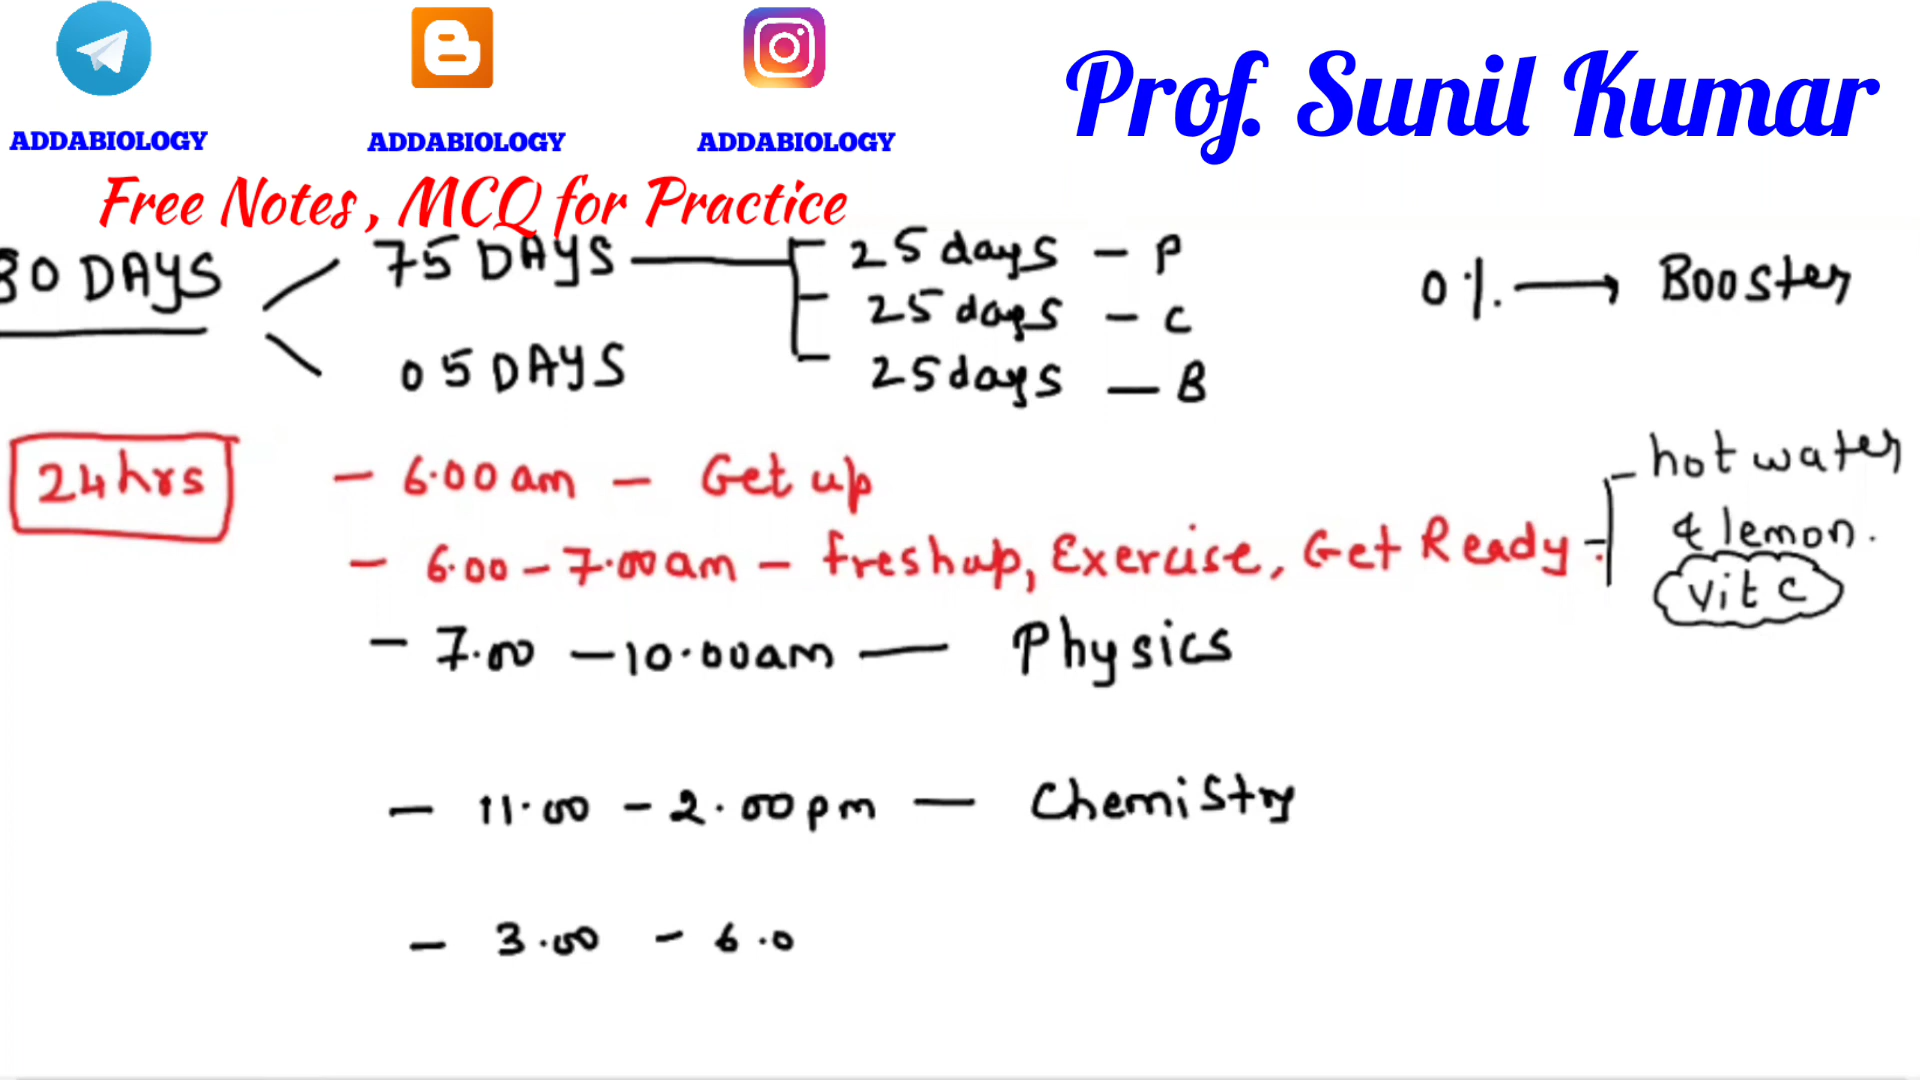 ADDABIOLOGY ADDABIOLOGY ADDABIOLOGY
Prof. Sunil Kumar
Free Notes, MCQ for Practice
80 DAYS
75 DAYS
05 DAYS
25 days - P
25 days - C
25 days - B
0% → Booster
24hrs
- 6.00 am - Get up
- 6.00 - 7.00 am - freshup, Exercise, Get Ready -
hot water
& lemon.
Vit C
- 7.00 - 10.00 am - Physics
- 11.00 - 2.00 pm - Chemistry
- 3.00 - 6.0